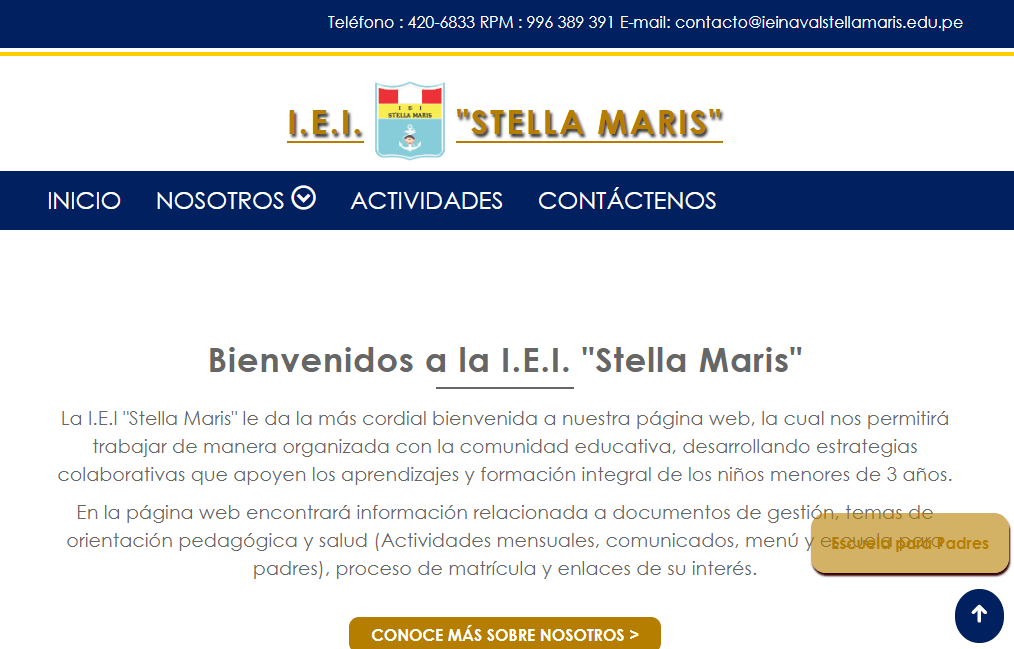 Teléfono : 420-6833 RPM : 996 389 391 E-mail: contacto@ieinavalstellamaris.edu.pe
I.E.I. "STELLA MARIS"
I E I
STELLA MARIS
INICIO NOSOTROS ACTIVIDADES CONTÁCTENOS
Bienvenidos a la I.E.I. "Stella Maris"
La I.E.I "Stella Maris" le da la más cordial bienvenida a nuestra página web, la cual nos permitirá
trabajar de manera organizada con la comunidad educativa, desarrollando estrategias
colaborativas que apoyen los aprendizajes y formación integral de los niños menores de 3 años.
En la página web encontrará información relacionada a documentos de gestión, temas de
orientación pedagógica y salud (Actividades mensuales, comunicados, menú y escuela para
padres), proceso de matrícula y enlaces de su interés.
Escuela para Padres
CONOCE MÁS SOBRE NOSOTROS >